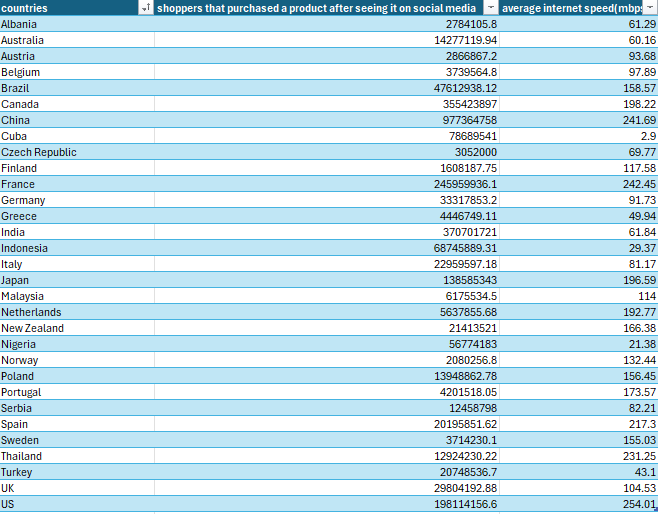 countries shoppers that purchased a product after seeing it on social media average internet speed(mbps
Albania 2784105.8 61.29
Australia 14277119.94 60.16
Austria 2866867.2 93.68
Belgium 3739564.8 97.89
Brazil 47612938.12 158.57
Canada 355423897 198.22
China 977364758 241.69
Cuba 78689541 2.9
Czech Republic 3052000 69.77
Finland 1608187.75 117.58
France 245959936.1 242.45
Germany 33317853.2 91.73
Greece 4446749.11 49.94
India 370701721 61.84
Indonesia 68745889.31 29.37
Italy 22959597.18 81.17
Japan 138585343 196.59
Malaysia 6175534.5 114
Netherlands 5637855.68 192.77
New Zealand 21413521 166.38
Nigeria 56774183 21.38
Norway 2080256.8 132.44
Poland 13948862.78 156.45
Portugal 4201518.05 173.57
Serbia 12458798 82.21
Spain 20195851.62 217.3
Sweden 3714230.1 155.03
Thailand 12924230.22 231.25
Turkey 20748536.7 43.1
UK 29804192.88 104.53
US 198114156.6 254.01